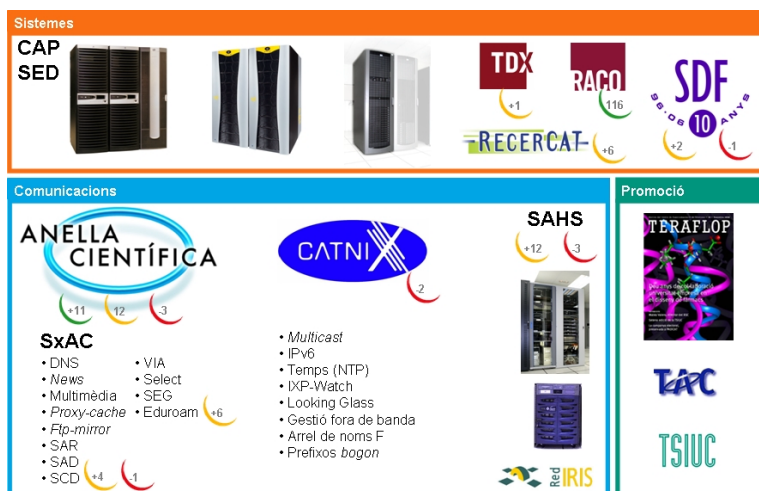 Sistemes
CAP
SED
TDX
+1
RACO
116
RECERCAT
+6
SDF
96·06 10 ANYS
+2
-1
Comunicacions
ANELLA
CIENTÍFICA
+11
12
-3
SxAC
• DNS
• News
• Multimèdia
• Proxy-cache
• Ftp-mirror
• SAR
• SAD
• SCD
+4
-1
• VIA
• Select
• SEG
• Eduroam
+6
CATNIX
-2
• Multicast
• IPv6
• Temps (NTP)
• IXP-Watch
• Looking Glass
• Gestió fora de banda
• Arrel de noms F
• Prefixos bogon
SAHS
+12
-3
Red IRIS
Promoció
TERAFLOP
TSIUC